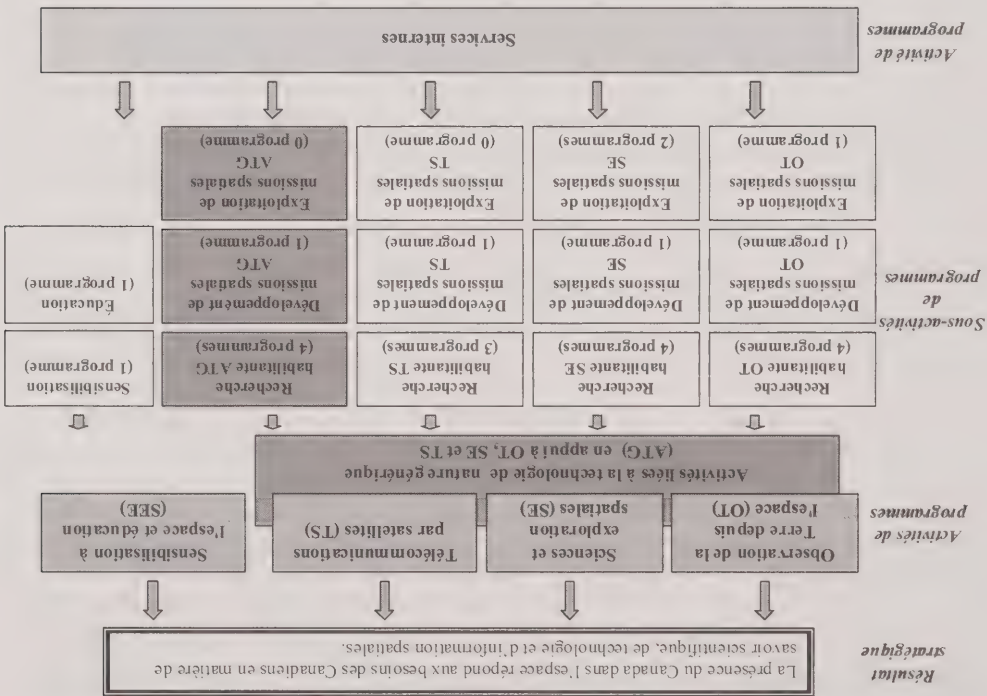 Résultat
stratégique
La présence du Canada dans l'espace répond aux besoins des Canadiens en matière de
savoir scientifique, de technologie et d'information spatiales.
Activités de
programmes
Observation de la
Terre depuis
l'espace (OT)
Sciences et
exploration
spatiales (SE)
Télécommunications
par satellites (TS)
Sensibilisation à
l'espace et éducation
(SEE)
Activités liées à la technologie de nature générique
(ATG) en appui à OT, SE et TS
Sous-activités
de
programmes
Recherche
habilitante OT
(4 programmes)
Recherche
habilitante SE
(4 programmes)
Recherche
habilitante TS
(3 programmes)
Recherche
habilitante ATG
(4 programmes)
Sensibilisation
(1 programme)
Développement de
missions spatiales
OT
(1 programme)
Développement de
missions spatiales
SE
(1 programme)
Développement de
missions spatiales
TS
(1 programme)
Développement de
missions spatiales
ATG
(1 programme)
Éducation
(1 programme)
Exploitation de
missions spatiales
OT
(1 programme)
Exploitation de
missions spatiales
SE
(2 programmes)
Exploitation de
missions spatiales
TS
(0 programme)
Exploitation de
missions spatiales
ATG
(0 programme)
Activité de
programmes
Services internes